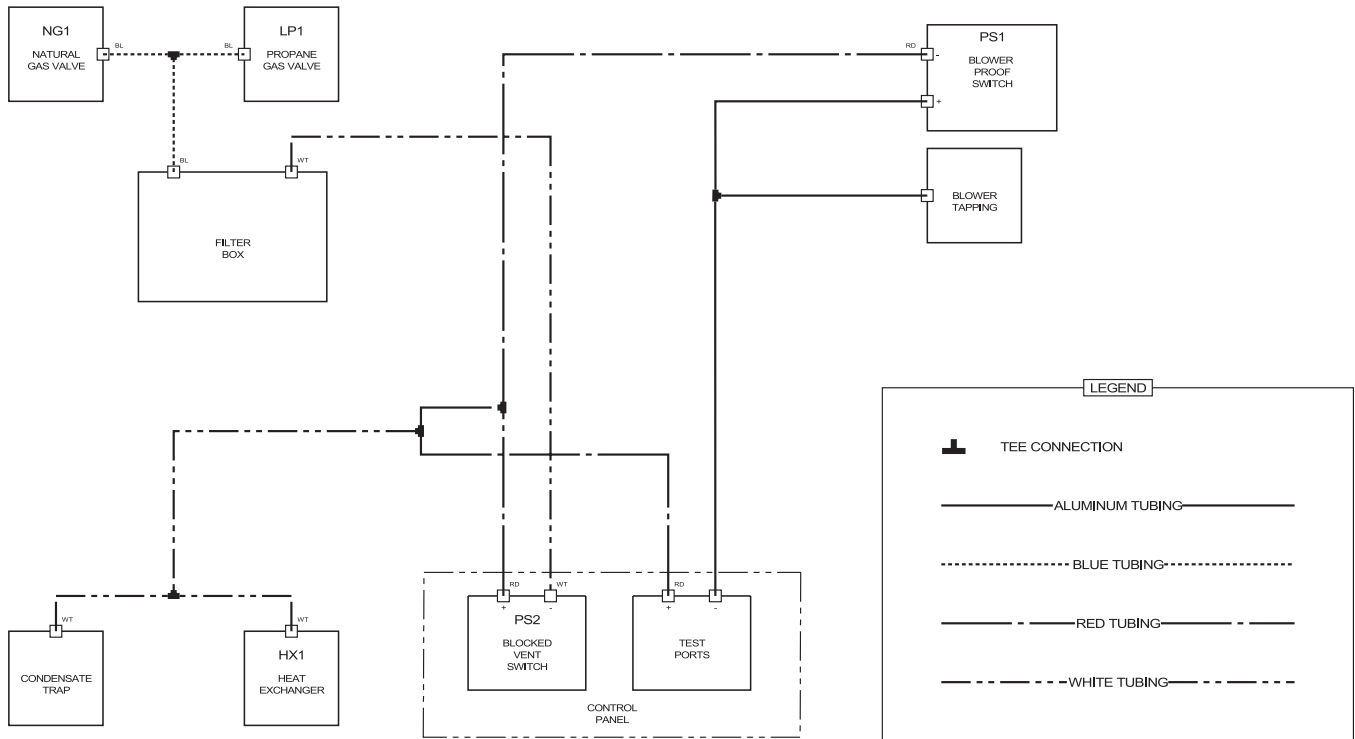 NG1
NATURAL
GAS VALVE
BL
BL
LP1
PROPANE
GAS VALVE
RD
-
+
PS1
BLOWER
PROOF
SWITCH
BL
WT
FILTER
BOX
BLOWER
TAPPING
LEGEND
TEE CONNECTION
ALUMINUM TUBING
BLUE TUBING
RED TUBING
WHITE TUBING
WT
CONDENSATE
TRAP
WT
HX1
HEAT
EXCHANGER
RD
WT
+
-
PS2
BLOCKED
VENT
SWITCH
RD
+
-
TEST
PORTS
CONTROL
PANEL